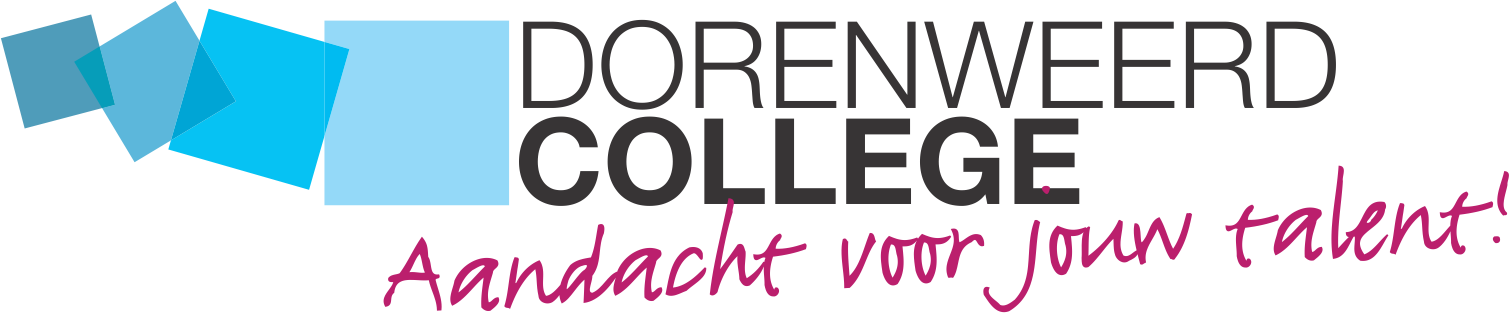 DORENWEERD
COLLEGE
Aandacht voor jouw talent!